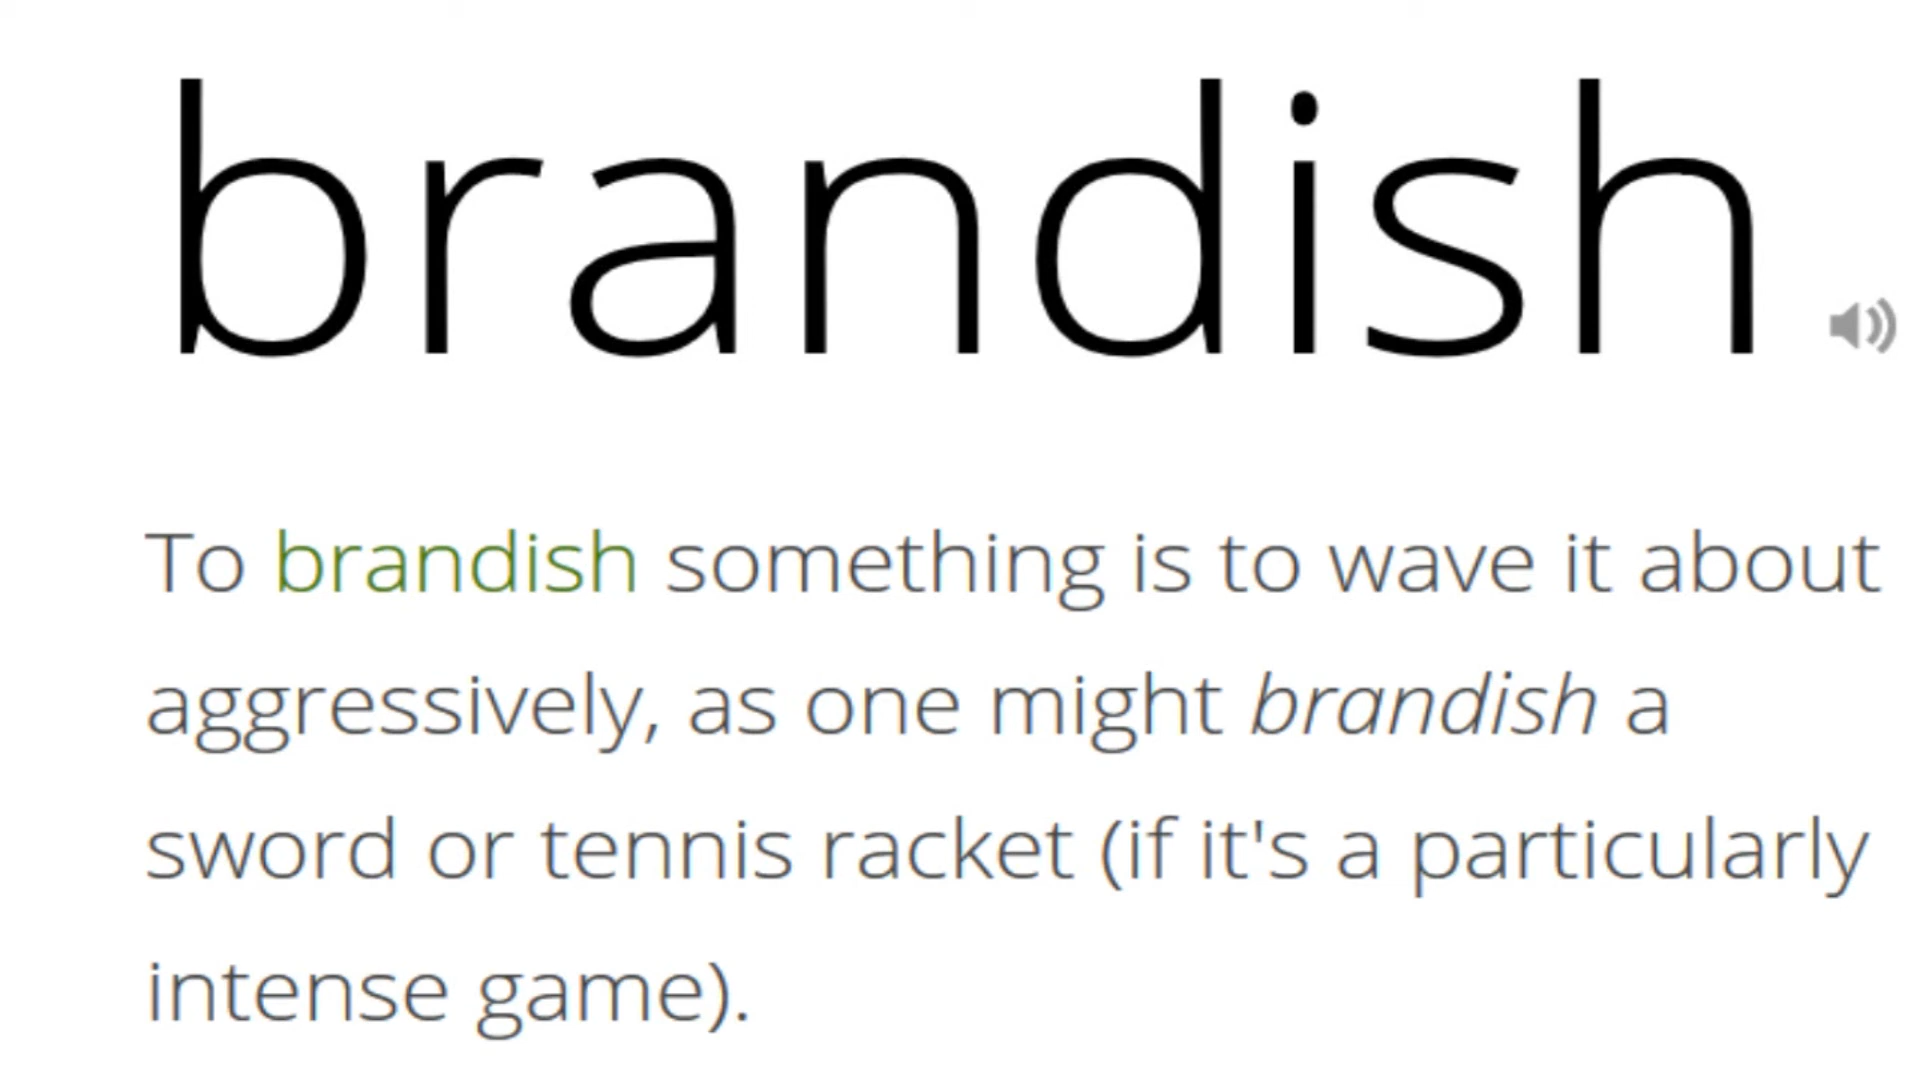 brandish
To brandish something is to wave it about
aggressively, as one might brandish a
sword or tennis racket (if it's a particularly
intense game).